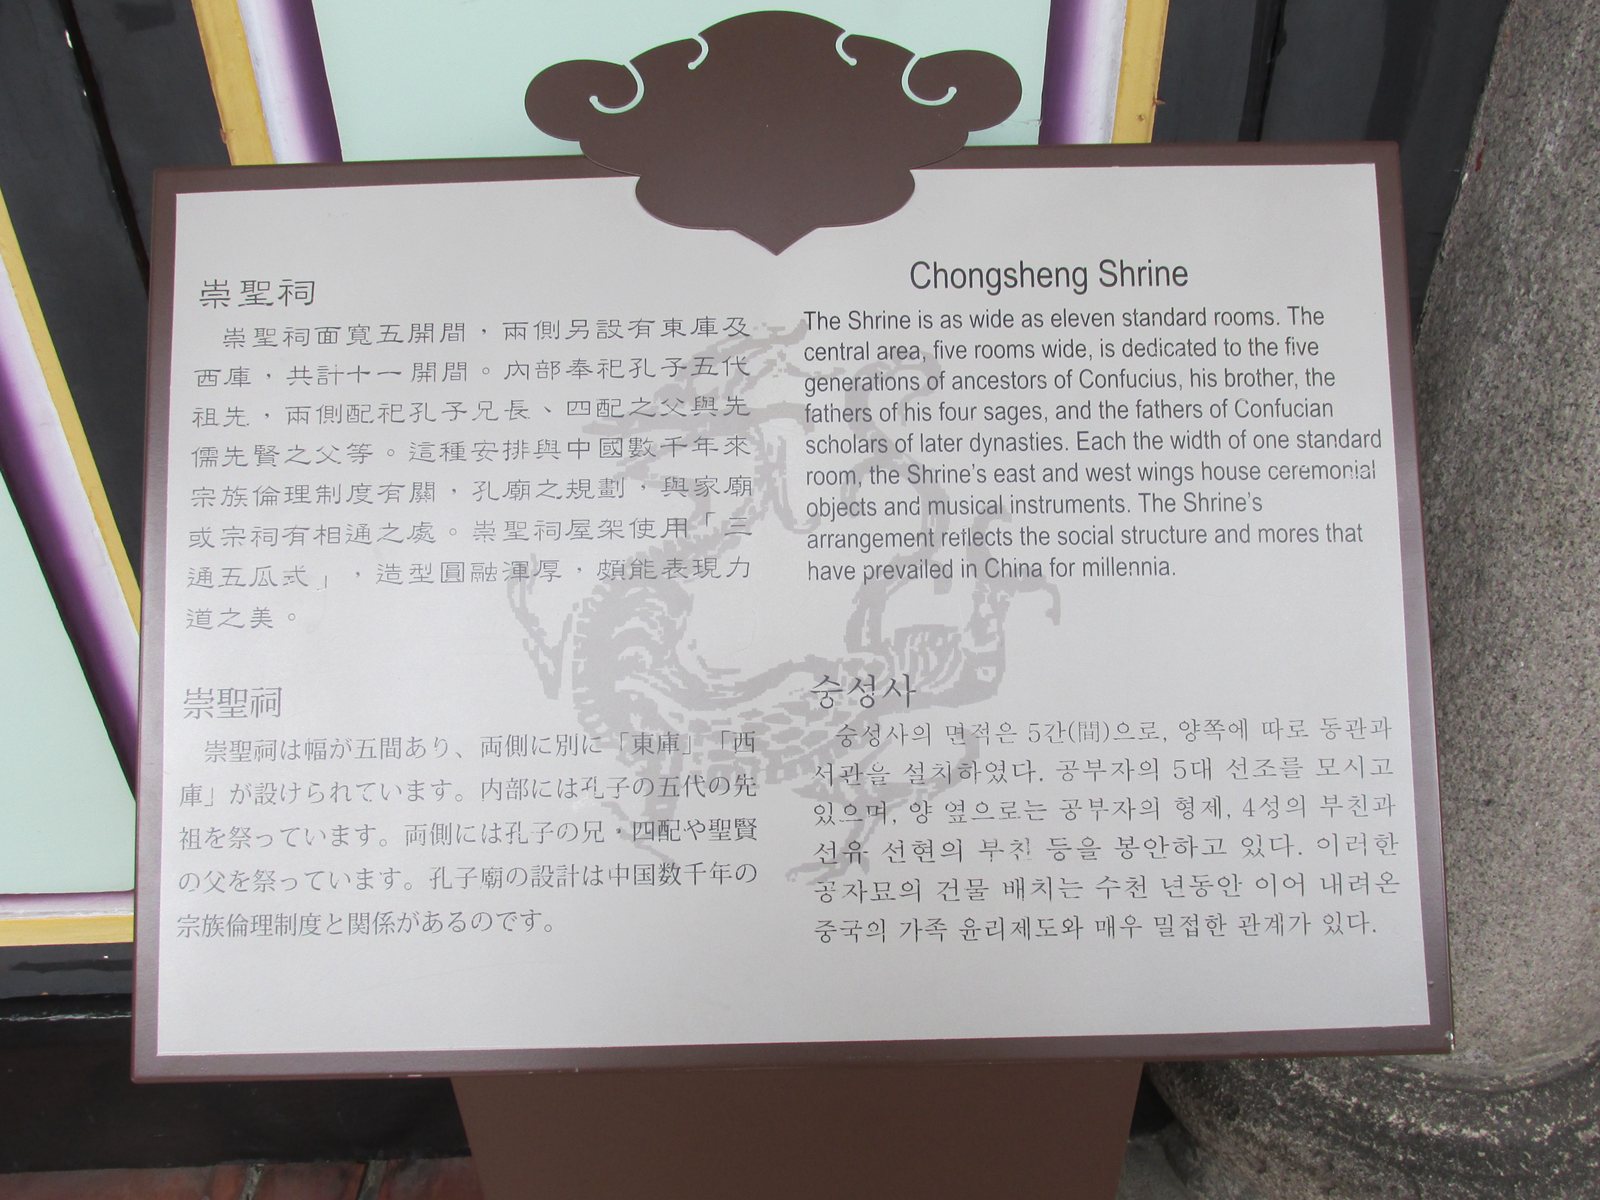 崇聖祠
崇聖祠面寬五開間，兩側另設有東庫及
西庫，共計十一開間。內部奉祀孔子五代
祖先，兩側配祀孔子兄長、四配之父與先
儒先賢之父等。這種安排與中國數千年來
宗族倫理制度有關，孔廟之規劃，與家廟
或宗祠有相通之處。崇聖祠屋架使用「三
通五瓜式」，造型圓融渾厚，頗能表現力
道之美。
Chongsheng Shrine
The Shrine is as wide as eleven standard rooms. The
central area, five rooms wide, is dedicated to the five
generations of ancestors of Confucius, his brother, the
fathers of his four sages, and the fathers of Confucian
scholars of later dynasties. Each the width of one standard
room, the Shrine's east and west wings house ceremonial
objects and musical instruments. The Shrine's
arrangement reflects the social structure and mores that
have prevailed in China for millennia.
崇聖祠
崇聖祠は幅が五間あり、両側に別に「東庫」「西
庫」が設けられています。内部には孔子の五代の先
祖を祭っています。両側には孔子の兄・四配や聖賢
の父を祭っています。孔子廟の設計は中国数千年の
宗族倫理制度と関係があるのです。
숭성사
숭성사의 면적은 5간(間)으로, 양쪽에 따로 동관과
서관을 설치하였다. 공부자의 5대 선조를 모시고
있으며, 양 옆으로는 공부자의 형제, 4성의 부친과
선유 선현의 부친 등을 봉안하고 있다. 이러한
공자묘의 건물 배치는 수천 년동안 이어 내려온
중국의 가족 윤리제도와 매우 밀접한 관계가 있다.